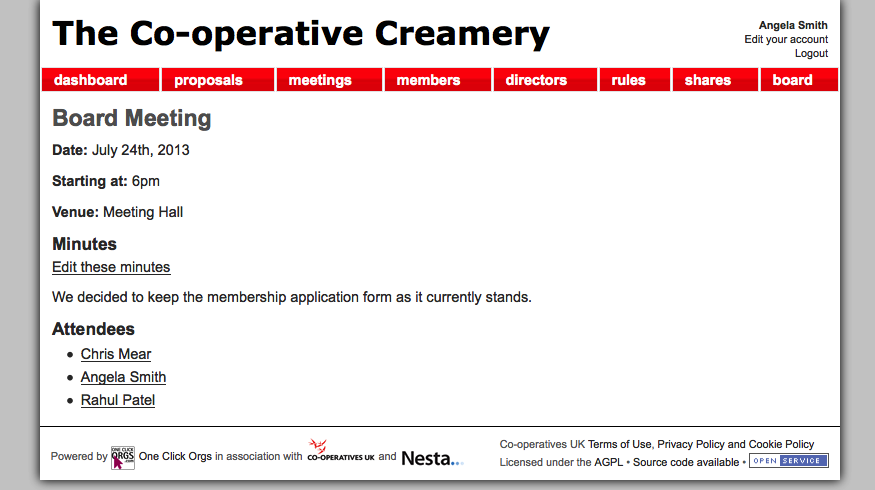 The Co-operative Creamery
Angela Smith
Edit your account
Logout
dashboard proposals meetings members directors rules shares board
Board Meeting
Date: July 24th, 2013
Starting at: 6pm
Venue: Meeting Hall
Minutes
Edit these minutes
We decided to keep the membership application form as it currently stands.
Attendees
• Chris Mear
• Angela Smith
• Rahul Patel
Powered by ONE CLICK ORGS .com One Click Orgs in association with CO-OPERATIVES UK and Nesta...
Co-operatives UK Terms of Use, Privacy Policy and Cookie Policy
Licensed under the AGPL • Source code available • OPEN SERVICE